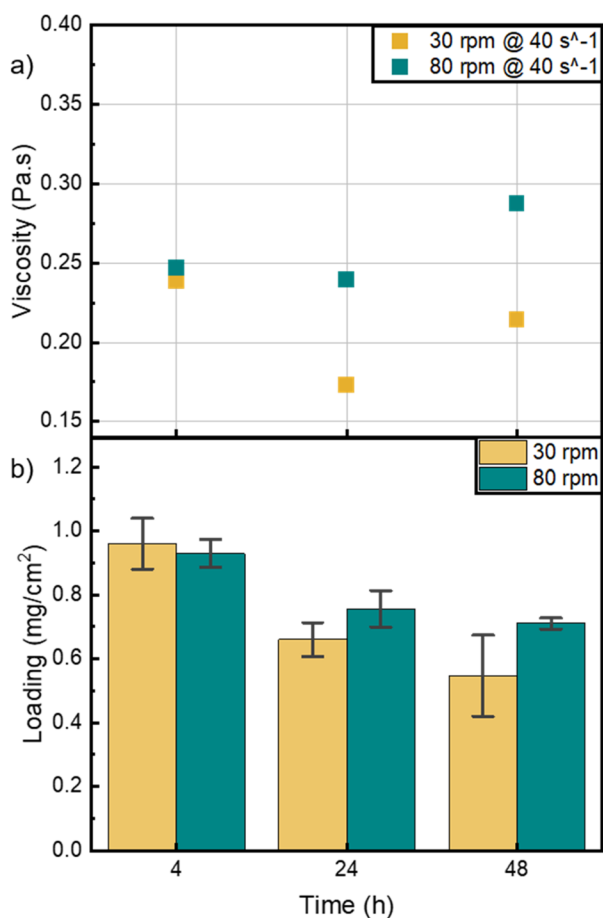 a)
0.40
0.35
0.30
0.25
0.20
0.15
Viscosity (Pa.s)
30 rpm @ 40 s^-1
80 rpm @ 40 s^-1
b)
1.2
1.0
0.8
0.6
0.4
0.2
0.0
Loading (mg/cm²)
30 rpm
80 rpm
4
24
48
Time (h)